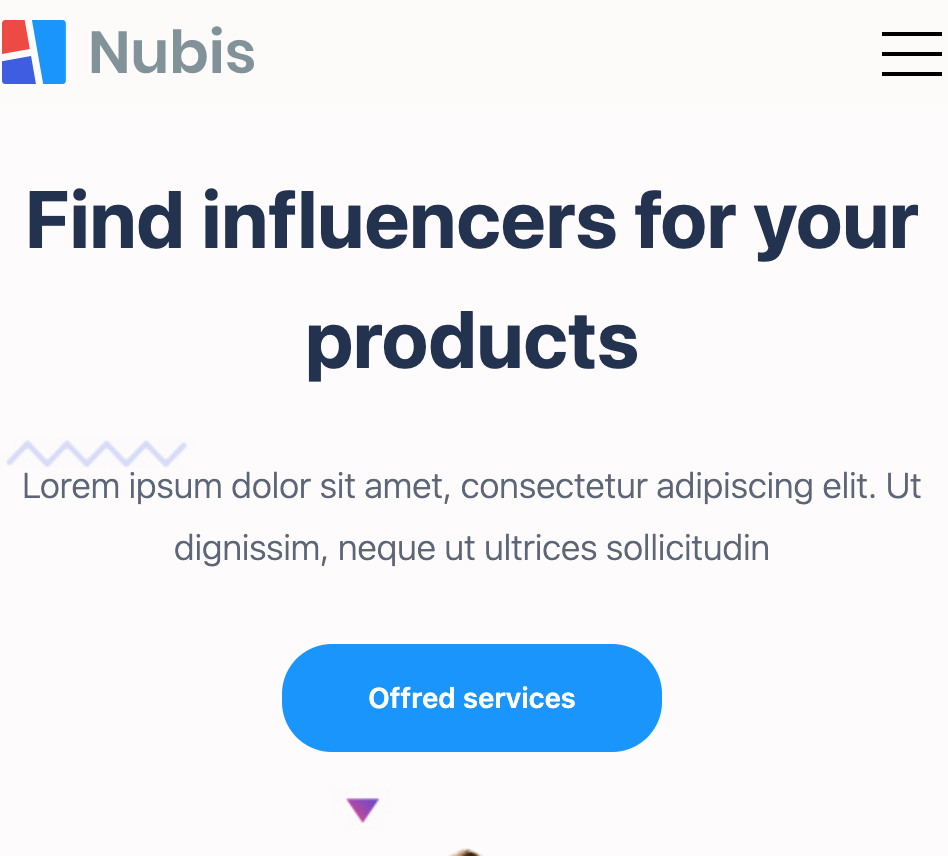 Nubis
Find influencers for your
products
Lorem ipsum dolor sit amet, consectetur adipiscing elit. Ut
dignissim, neque ut ultrices sollicitudin
Offred services